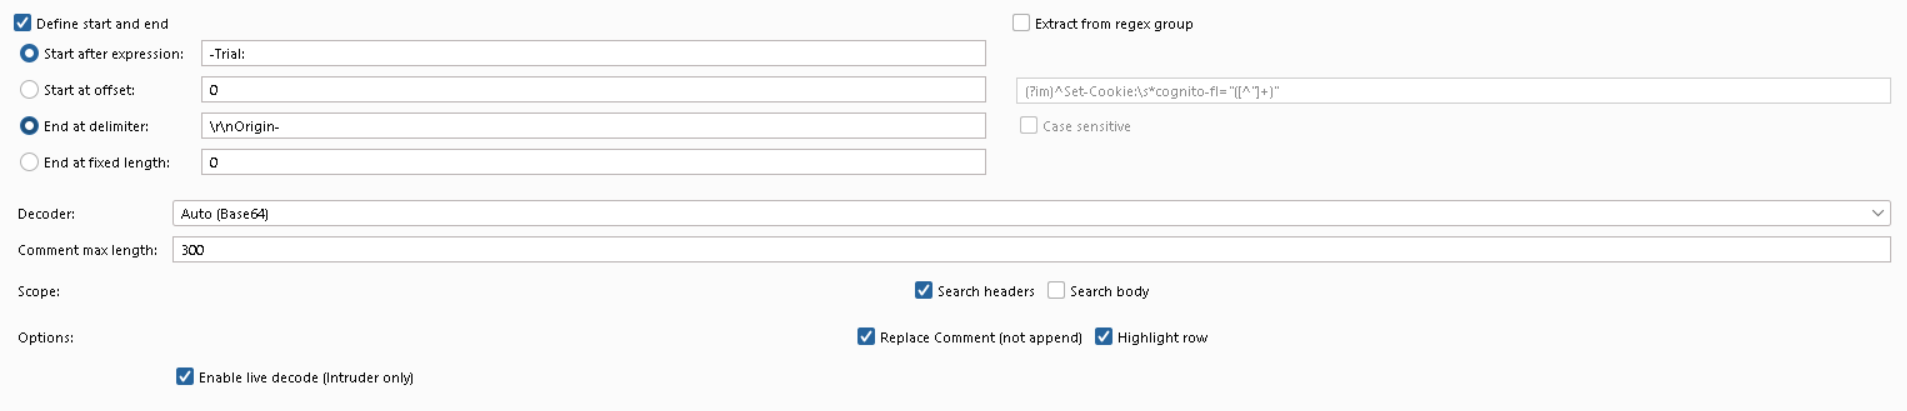 Define start and end
Extract from regex group
Start after expression: -Trial:
Start at offset: 0
(?im)^Set-Cookie:\s*cognito-fl="([^"]+)"
End at delimiter: \r\nOrigin-
Case sensitive
End at fixed length: 0
Decoder: Auto (Base64)
Comment max length: 300
Scope: Search headers Search body
Options: Replace Comment (not append) Highlight row
Enable live decode (Intruder only)